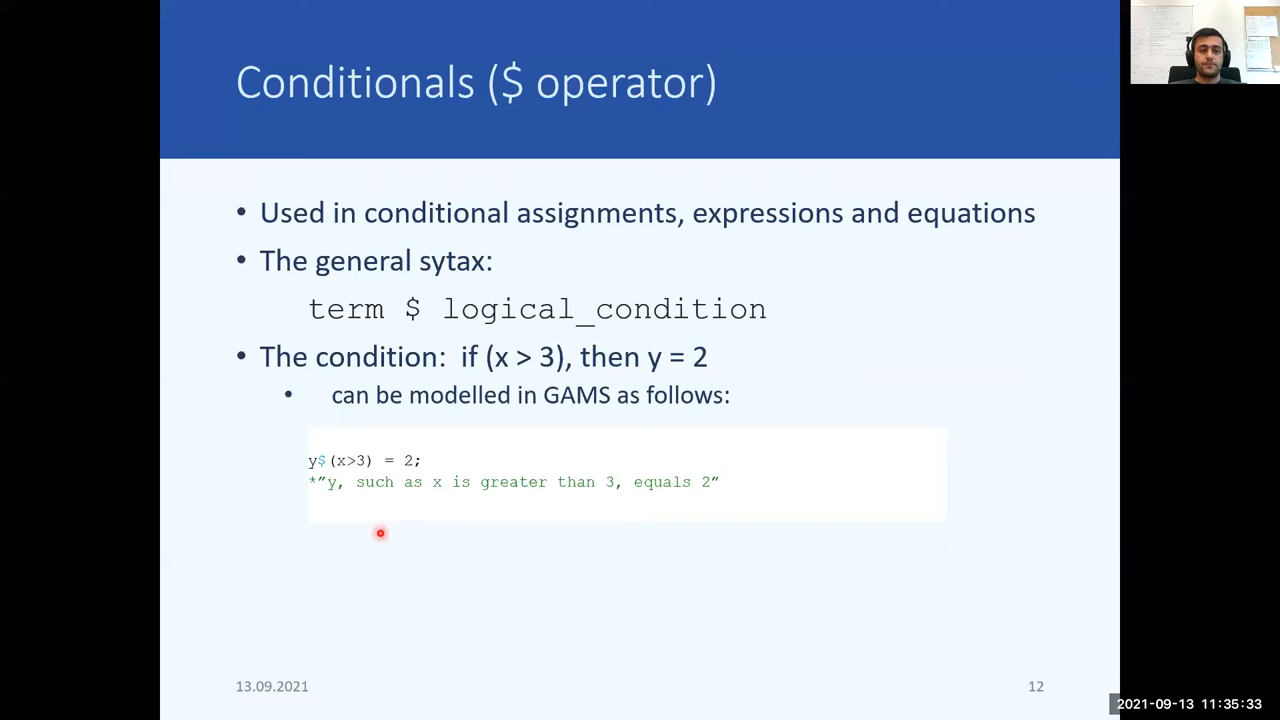 Conditionals ($ operator)
• Used in conditional assignments, expressions and equations
• The general sytax:
term $ logical_condition
• The condition: if (x > 3), then y = 2
• can be modelled in GAMS as follows:
y$(x>3) = 2;
*”y, such as x is greater than 3, equals 2”
13.09.2021
12
2021-09-13 11:35:33